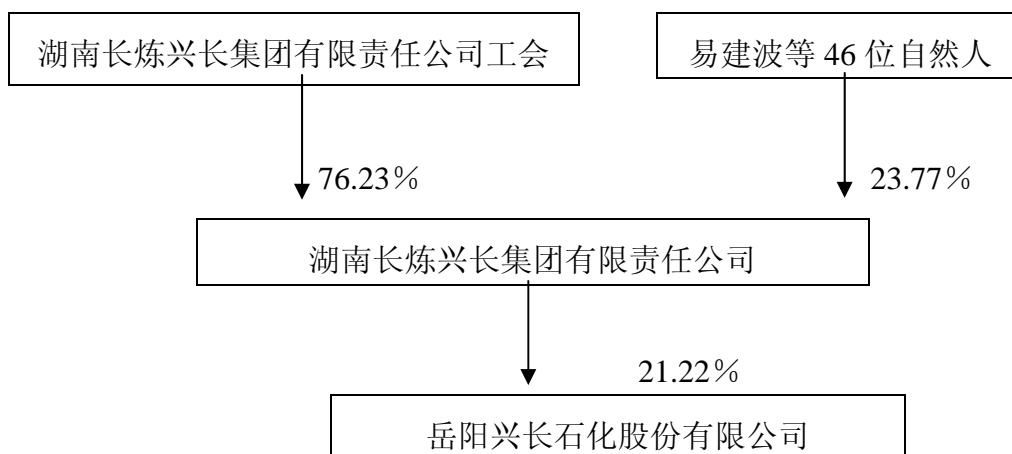 湖南长炼兴长集团有限责任公司工会
易建波等 46 位自然人
76.23％
23.77％
湖南长炼兴长集团有限责任公司
21.22％
岳阳兴长石化股份有限公司